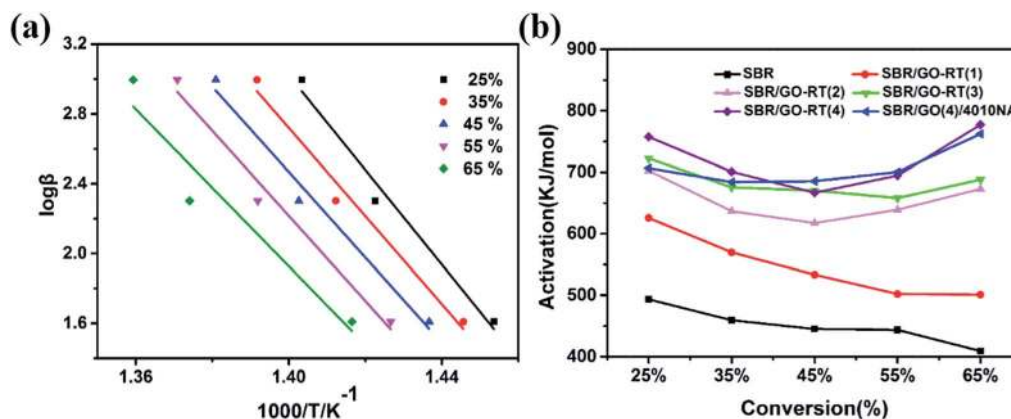 (a)
3.2
2.8
2.4
2.0
1.6
logβ
25%
35%
45 %
55 %
65 %
1.36
1.40
1.44
1000/T/K⁻¹
(b)
900
800
700
600
500
400
Activation(KJ/mol)
SBR SBR/GO-RT(1)
SBR/GO-RT(2) SBR/GO-RT(3)
SBR/GO-RT(4) SBR/GO(4)/4010NA
25% 35% 45% 55% 65%
Conversion(%)